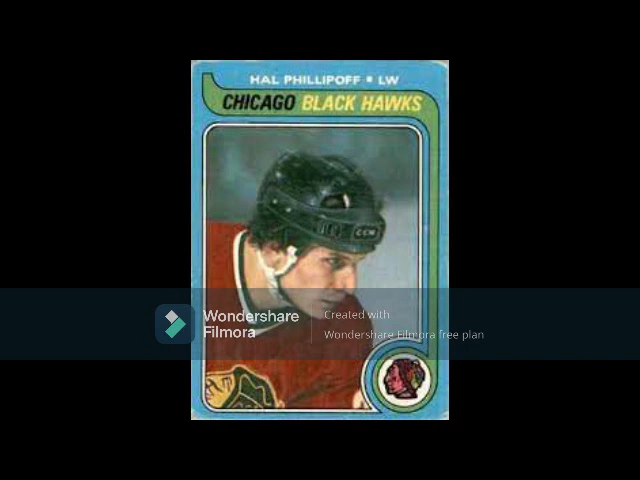 HAL PHILLIPOFF ▪ LW
CHICAGO BLACK HAWKS
CCM
Wondershare
Filmora
Created with
Wondershare Filmora free plan